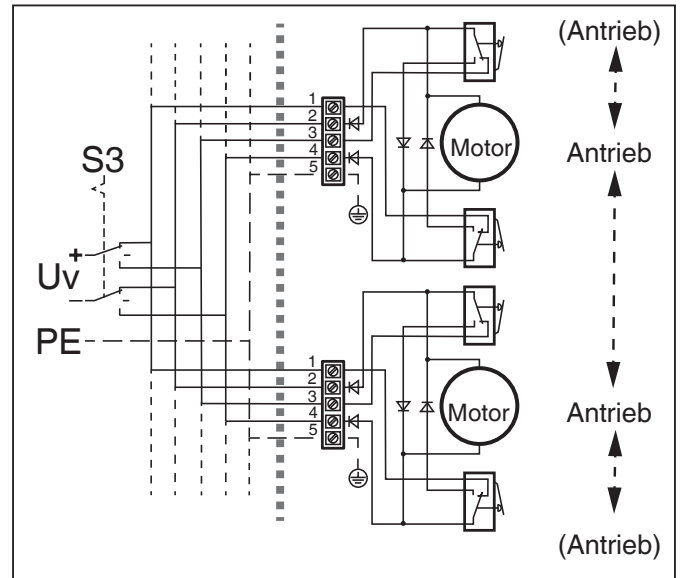 (Antrieb)
1
2
3
4
5
Motor
Antrieb
S3
+
Uv
-
PE
1
2
3
4
5
Motor
Antrieb
(Antrieb)